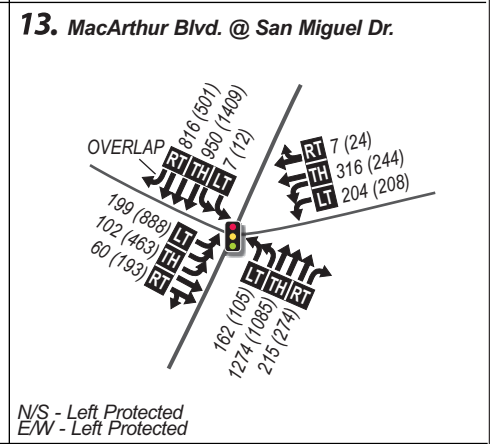 13. MacArthur Blvd. @ San Miguel Dr.
OVERLAP
RT 816 (501)
TH 950 (1409)
LT 7 (12)
RT 7 (24)
TH 316 (244)
LT 204 (208)
199 (888) LT
102 (463) TH
60 (193) RT
LT TH RT
162 (105)
1274 (1085)
215 (274)
N/S - Left Protected
E/W - Left Protected